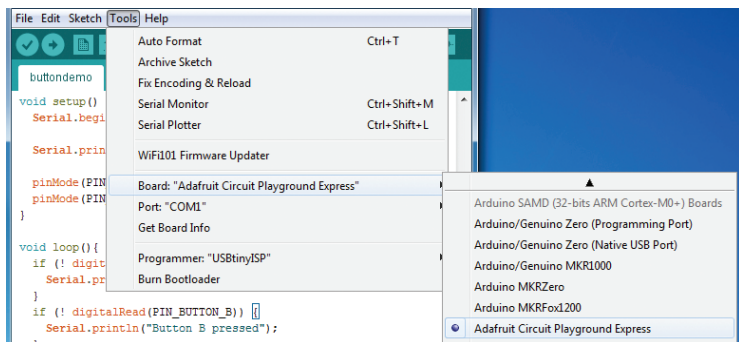 File Edit Sketch Tools Help
Auto Format Ctrl+T
Archive Sketch
Fix Encoding & Reload
Serial Monitor Ctrl+Shift+M
Serial Plotter Ctrl+Shift+L
WiFi101 Firmware Updater
Board: "Adafruit Circuit Playground Express"
Port: "COM1"
Get Board Info
Programmer: "USBtinyISP"
Burn Bootloader
Arduino SAMD (32-bits ARM Cortex-M0+) Boards
Arduino/Genuino Zero (Programming Port)
Arduino/Genuino Zero (Native USB Port)
Arduino/Genuino MKR1000
Arduino MKRZero
Arduino MKRFox1200
Adafruit Circuit Playground Express
buttondemo
void setup()
Serial.begi
Serial.prin
pinMode(PIN
pinMode(PIN
}
void loop(){
if (! digit
Serial.pr
}
if (! digitalRead(PIN_BUTTON_B)) {
Serial.println("Button B pressed");